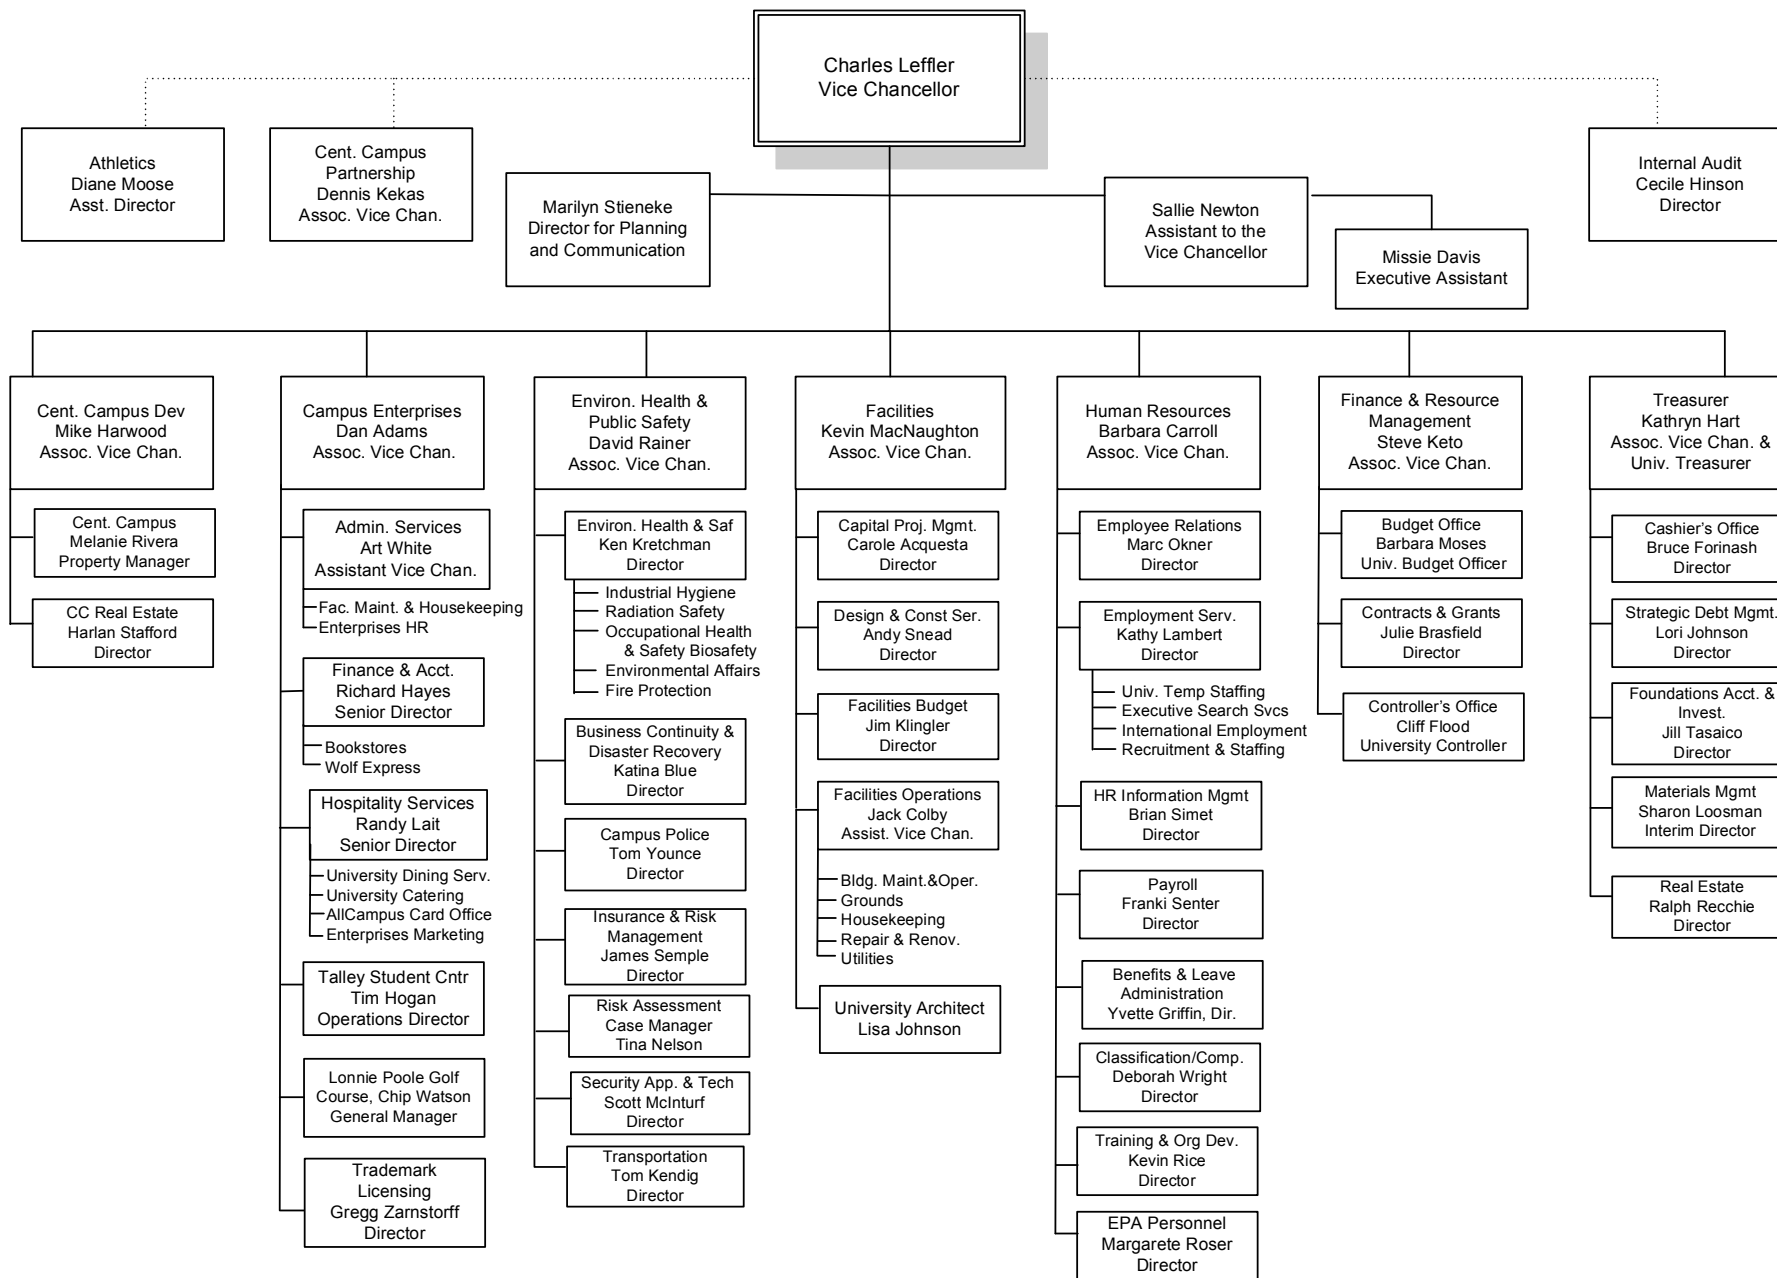 Charles Leffler
Vice Chancellor
Athletics
Diane Moose
Asst. Director
Cent. Campus
Partnership
Dennis Kekas
Assoc. Vice Chan.
Internal Audit
Cecile Hinson
Director
Marilyn Stieneke
Director for Planning
and Communication
Sallie Newton
Assistant to the
Vice Chancellor
Missie Davis
Executive Assistant
Cent. Campus Dev
Mike Harwood
Assoc. Vice Chan.
Cent. Campus
Melanie Rivera
Property Manager
CC Real Estate
Harlan Stafford
Director
Campus Enterprises
Dan Adams
Assoc. Vice Chan.
Admin. Services
Art White
Assistant Vice Chan.
Fac. Maint. & Housekeeping
Enterprises HR
Finance & Acct.
Richard Hayes
Senior Director
Bookstores
Wolf Express
Hospitality Services
Randy Lait
Senior Director
University Dining Serv.
University Catering
AllCampus Card Office
Enterprises Marketing
Talley Student Cntr
Tim Hogan
Operations Director
Lonnie Poole Golf
Course, Chip Watson
General Manager
Trademark
Licensing
Gregg Zarnstorff
Director
Environ. Health &
Public Safety
David Rainer
Assoc. Vice Chan.
Environ. Health & Saf
Ken Kretchman
Director
Industrial Hygiene
Radiation Safety
Occupational Health
& Safety Biosafety
Environmental Affairs
Fire Protection
Business Continuity &
Disaster Recovery
Katina Blue
Director
Campus Police
Tom Younce
Director
Insurance & Risk
Management
James Semple
Director
Risk Assessment
Case Manager
Tina Nelson
Security App. & Tech
Scott McInturf
Director
Transportation
Tom Kendig
Director
Facilities
Kevin MacNaughton
Assoc. Vice Chan.
Capital Proj. Mgmt.
Carole Acquesta
Director
Design & Const Ser.
Andy Snead
Director
Facilities Budget
Jim Klingler
Director
Facilities Operations
Jack Colby
Assist. Vice Chan.
Bldg. Maint.&Oper.
Grounds
Housekeeping
Repair & Renov.
Utilities
University Architect
Lisa Johnson
Human Resources
Barbara Carroll
Assoc. Vice Chan.
Employee Relations
Marc Okner
Director
Employment Serv.
Kathy Lambert
Director
Univ. Temp Staffing
Executive Search Svcs
International Employment
Recruitment & Staffing
HR Information Mgmt
Brian Simet
Director
Payroll
Franki Senter
Director
Benefits & Leave
Administration
Yvette Griffin, Dir.
Classification/Comp.
Deborah Wright
Director
Training & Org Dev.
Kevin Rice
Director
EPA Personnel
Margarete Roser
Director
Finance & Resource
Management
Steve Keto
Assoc. Vice Chan.
Budget Office
Barbara Moses
Univ. Budget Officer
Contracts & Grants
Julie Brasfield
Director
Controller's Office
Cliff Flood
University Controller
Treasurer
Kathryn Hart
Assoc. Vice Chan. &
Univ. Treasurer
Cashier's Office
Bruce Forinash
Director
Strategic Debt Mgmt.
Lori Johnson
Director
Foundations Acct. &
Invest.
Jill Tasaico
Director
Materials Mgmt
Sharon Loosman
Interim Director
Real Estate
Ralph Recchie
Director